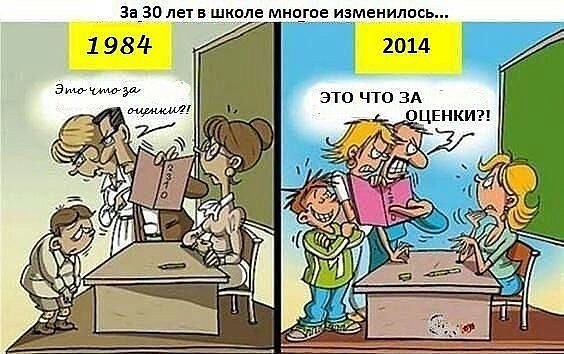 За 30 лет в школе многое изменилось...
1984
2014
Это что за
оценки?!
ЭТО ЧТО ЗА
ОЦЕНКИ?!